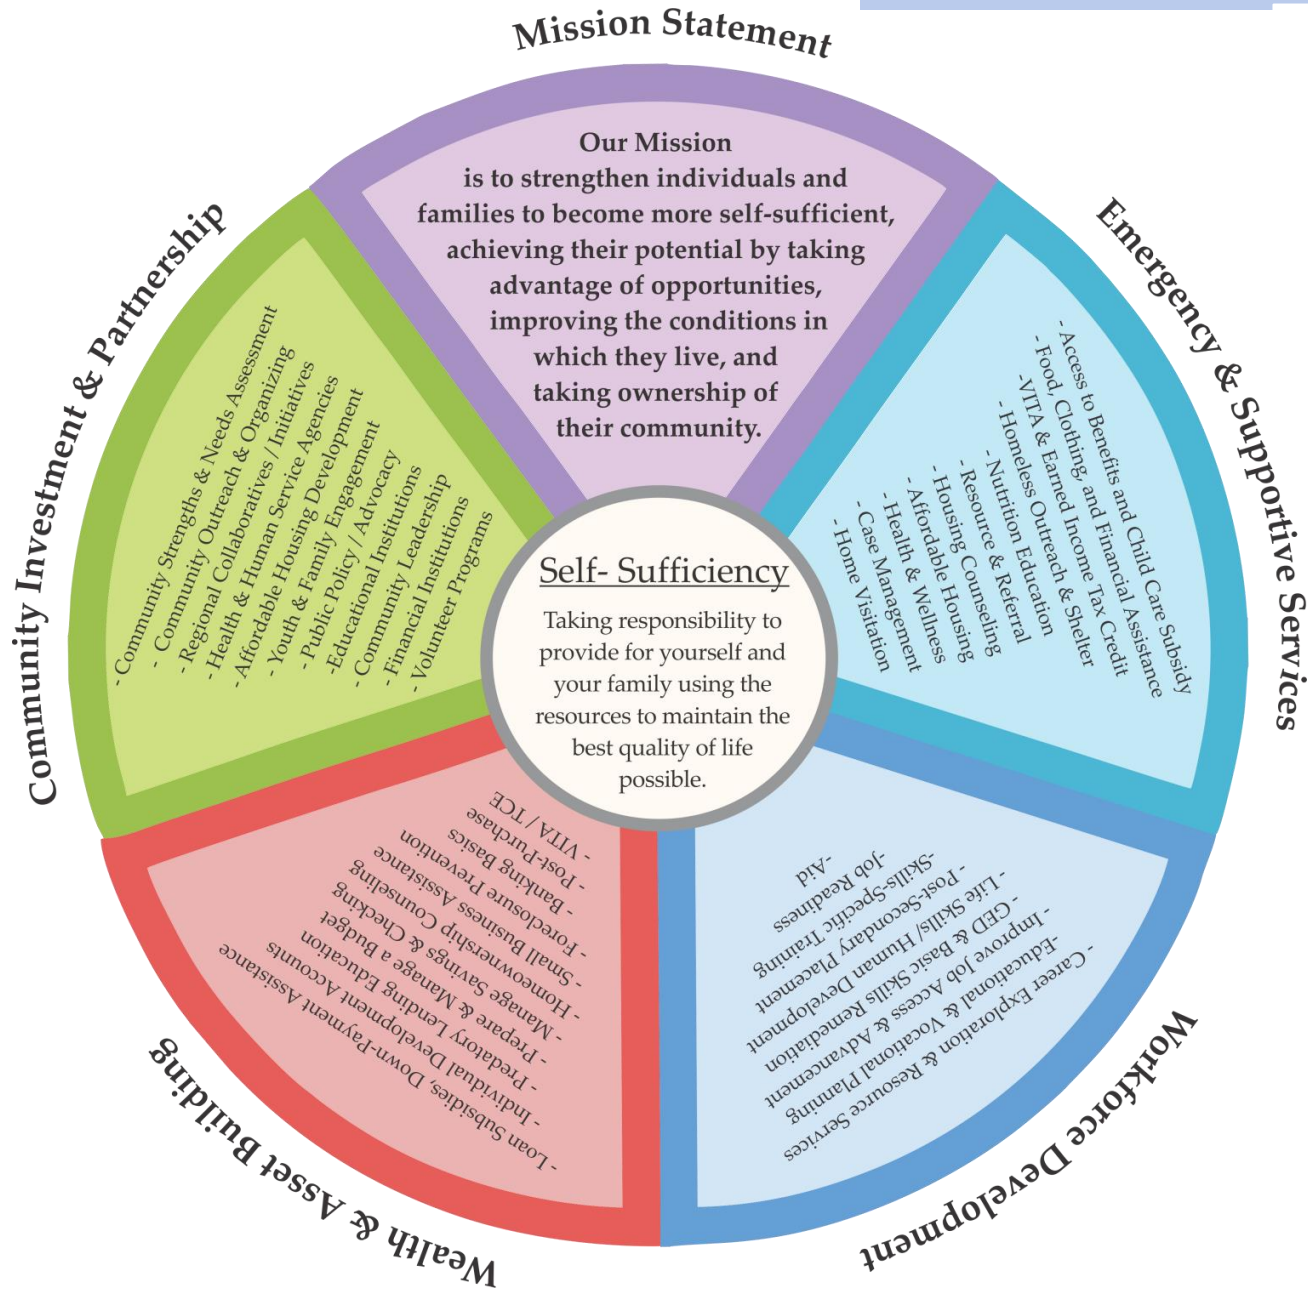 Mission Statement
Our Mission
is to strengthen individuals and
families to become more self-sufficient,
achieving their potential by taking
advantage of opportunities,
improving the conditions in
which they live, and
taking ownership of
their community.
Emergency & Supportive Services
- Access to Benefits and Child Care Subsidy
- Food, Clothing, and Financial Assistance
-VITA & Earned Income Tax Credit
- Homeless Outreach & Shelter
- Nutrition Education
- Resource & Referral
- Housing Counseling
- Affordable Housing
- Health & Wellness
- Case Management
- Home Visitation
Workforce Development
-Career Exploration & Resource Services
-Educational & Vocational Planning
-Improve Job Access & Advancement
- GED & Basic Skills Remediation
- Life Skills/ Human Development
- Post-Secondary Placement
-Skills-Specific Training
Job Readiness
-Aid
Wealth & Asset Building
- Loan Subsidies, Down-Payment Assistance
- Individual Development Accounts
- Predatory Lending Education
- Prepare & Manage a Budget
- Manage Savings & Checking
- Homeownership Counseling
- Small Business Assistance
- Foreclosure Prevention
- Banking Basics
- Post-Purchase
- VITA / TCE
Community Investment & Partnership
- Community Strengths & Needs Assessment
- Community Outreach & Organizing
-Regional Collaboratives / Initiatives
-Health & Human Service Agencies
-Affordable Housing Development
-Youth & Family Engagement
- Public Policy / Advocacy
-Educational Institutions
- Community Leadership
-Financial Institutions
-Volunteer Programs
Self- Sufficiency
Taking responsibility to
provide for yourself and
your family using the
resources to maintain the
best quality of life
possible.